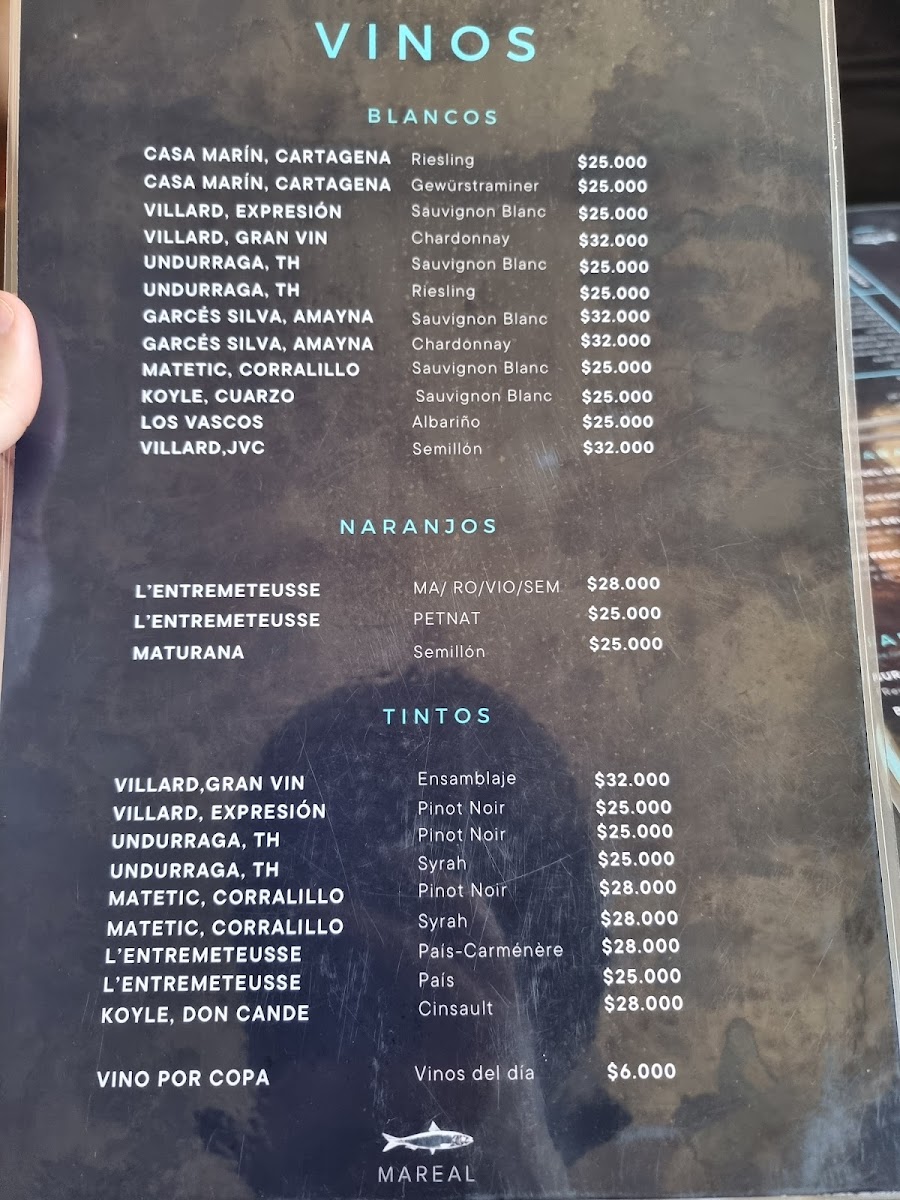 VINOS
BLANCOS
CASA MARÍN, CARTAGENA Riesling $25.000
CASA MARÍN, CARTAGENA Gewürstraminer $25.000
VILLARD, EXPRESIÓN Sauvignon Blanc $25.000
VILLARD, GRAN VIN Chardonnay $32.000
UNDURRAGA, TH Sauvignon Blanc $25.000
UNDURRAGA, TH Riesling $25.000
GARCÉS SILVA, AMAYNA Sauvignon Blanc $32.000
GARCÉS SILVA, AMAYNA Chardonnay $32.000
MATETIC, CORRALILLO Sauvignon Blanc $25.000
KOYLE, CUARZO Sauvignon Blanc $25.000
LOS VASCOS Albariño $25.000
VILLARD,JVC Semillón $32.000
NARANJOS
L'ENTREMETEUSSE MA/ RO/VIO/SEM $28.000
L'ENTREMETEUSSE PETNAT $25.000
MATURANA Semillón $25.000
TINTOS
VILLARD,GRAN VIN Ensamblaje $32.000
VILLARD, EXPRESIÓN Pinot Noir $25.000
UNDURRAGA, TH Pinot Noir $25.000
UNDURRAGA, TH Syrah $25.000
MATETIC, CORRALILLO Pinot Noir $28.000
MATETIC, CORRALILLO Syrah $28.000
L'ENTREMETEUSSE País-Carménère $28.000
L'ENTREMETEUSSE País $25.000
KOYLE, DON CANDE Cinsault $28.000
VINO POR COPA Vinos del día $6.000
MAREAL